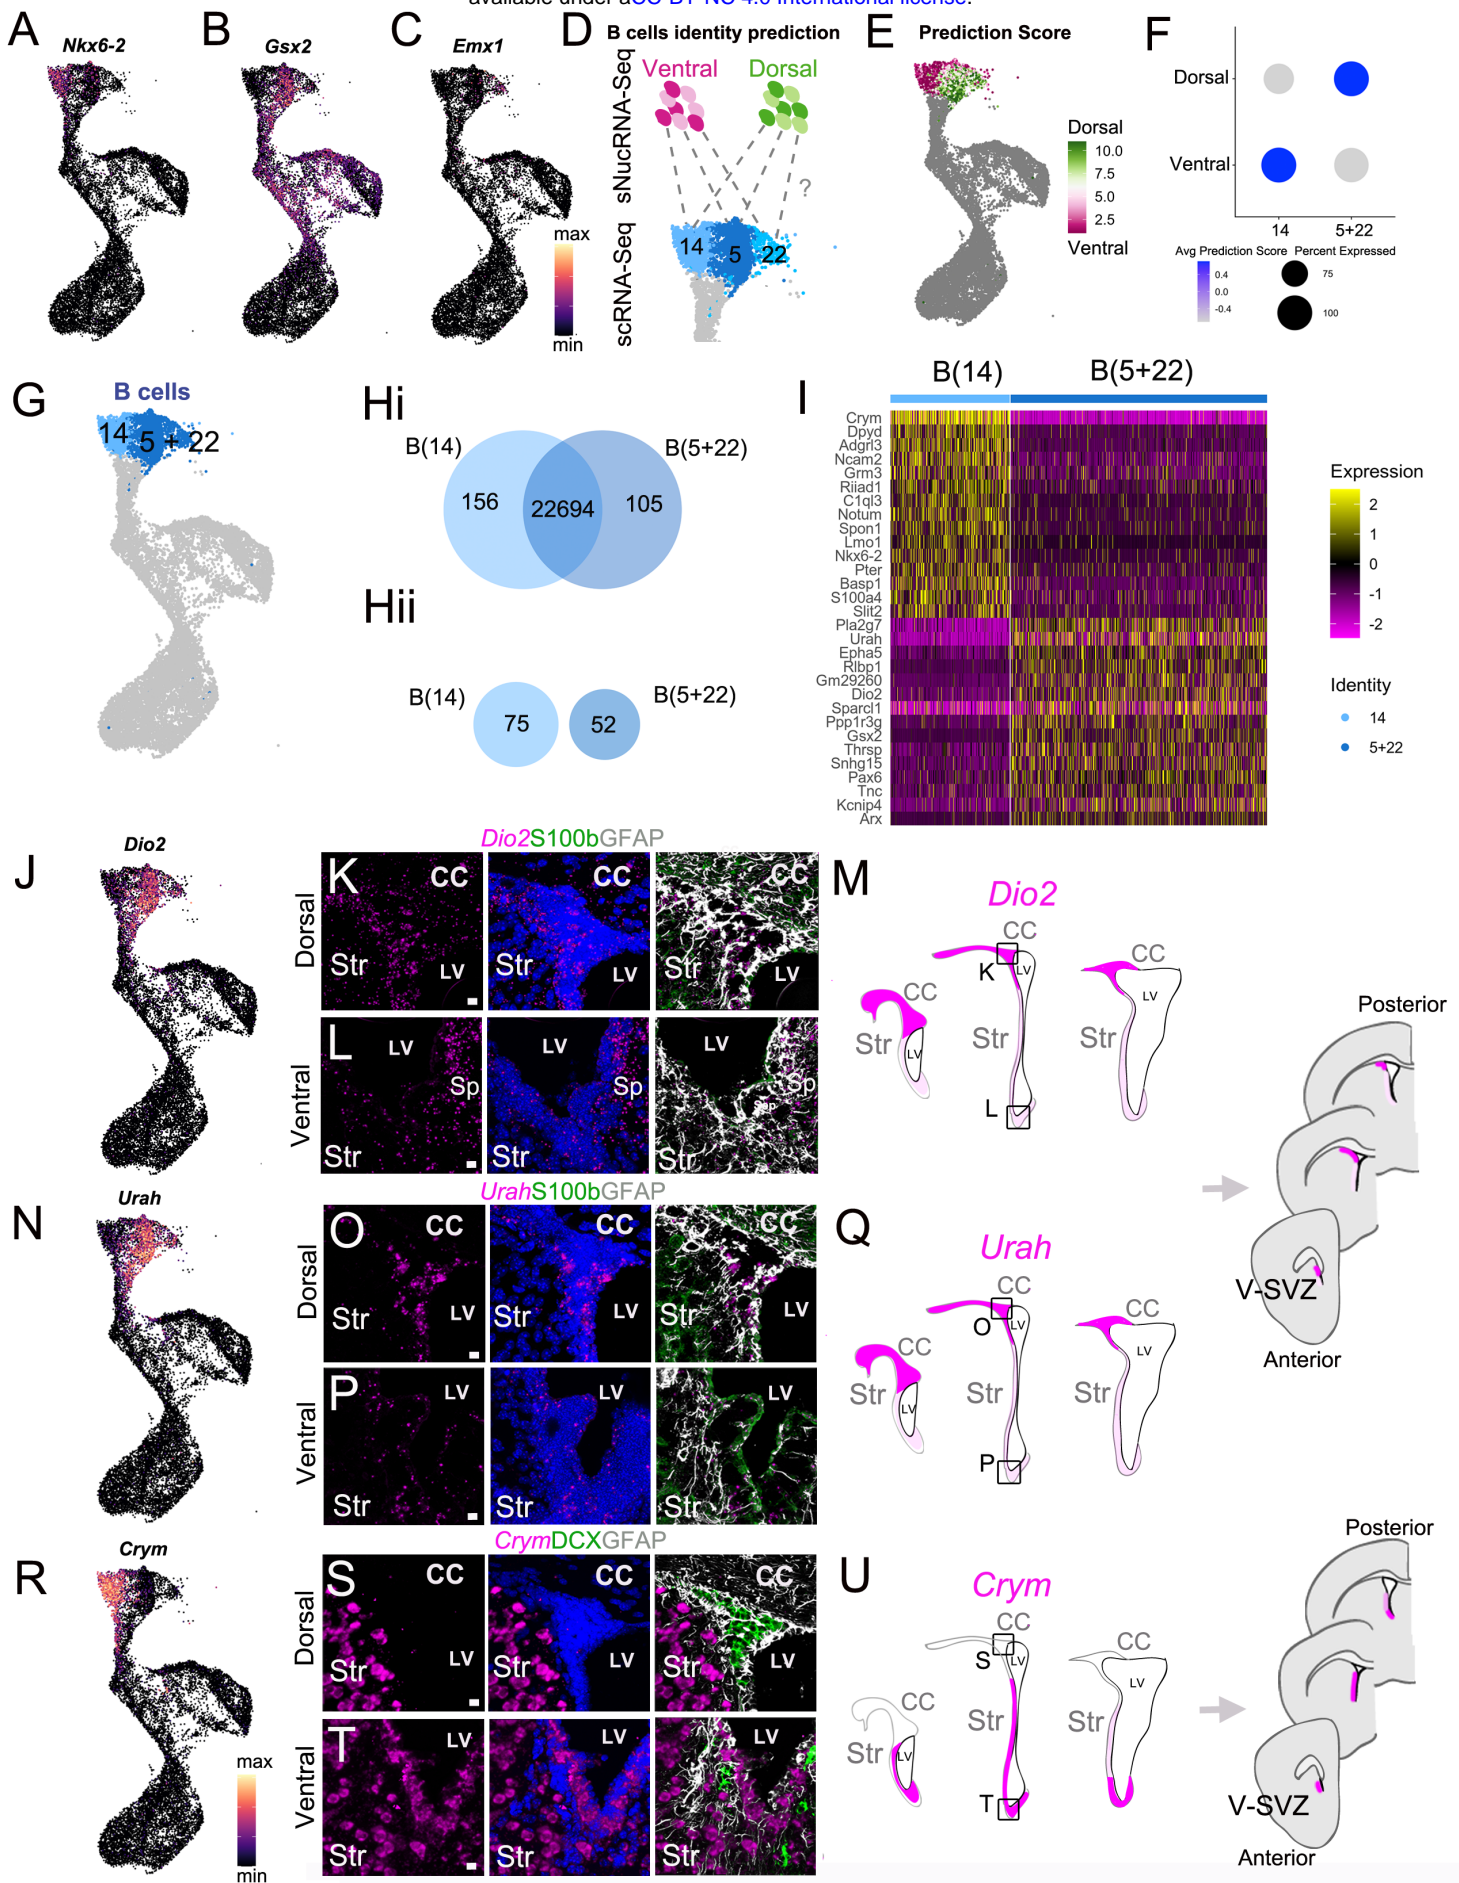 available under aCC-BY-NC 4.0 International license.
A
Nkx6-2
B
Gsx2
C
Emx1
max
min
D
B cells identity prediction
sNucRNA-Seq
scRNA-Seq
Ventral
Dorsal
?
14
5
22
E
Prediction Score
Dorsal
10.0
7.5
5.0
2.5
Ventral
F
Dorsal
Ventral
14
5+22
Avg Prediction Score
Percent Expressed
0.4
0.0
-0.4
75
100
G
B cells
14
5 + 22
Hi
B(14)
B(5+22)
156
22694
105
Hii
B(14)
B(5+22)
75
52
I
B(14)
B(5+22)
Crym
Dpyd
Adgrl3
Ncam2
Grm3
Riiad1
C1ql3
Notum
Spon1
Lmo1
Nkx6-2
Pter
Basp1
S100a4
Slit2
Pla2g7
Urah
Epha5
Rlbp1
Gm29260
Dio2
Sparcl1
Ppp1r3g
Gsx2
Thrsp
Snhg15
Pax6
Tnc
Kcnip4
Arx
Expression
2
1
0
-1
-2
Identity
14
5+22
J
Dio2
Dio2S100bGFAP
Dorsal
K
CC
Str
LV
CC
Str
LV
CC
Str
LV
Ventral
L
LV
Sp
Str
LV
Sp
Str
LV
Sp
Str
M
Dio2
CC
Str
LV
CC
K
LV
Str
L
CC
LV
Str
Posterior
V-SVZ
Anterior
N
Urah
UrahS100bGFAP
Dorsal
O
CC
Str
LV
CC
Str
LV
CC
Str
LV
Ventral
P
LV
Str
LV
Str
LV
Str
Q
Urah
CC
Str
LV
CC
O
LV
Str
P
CC
LV
Str
R
Crym
max
min
CrymDCXGFAP
Dorsal
S
CC
Str
LV
CC
Str
LV
CC
Str
LV
Ventral
T
LV
Str
LV
Str
LV
Str
U
Crym
CC
Str
LV
CC
S
LV
Str
T
CC
LV
Str
Posterior
V-SVZ
Anterior